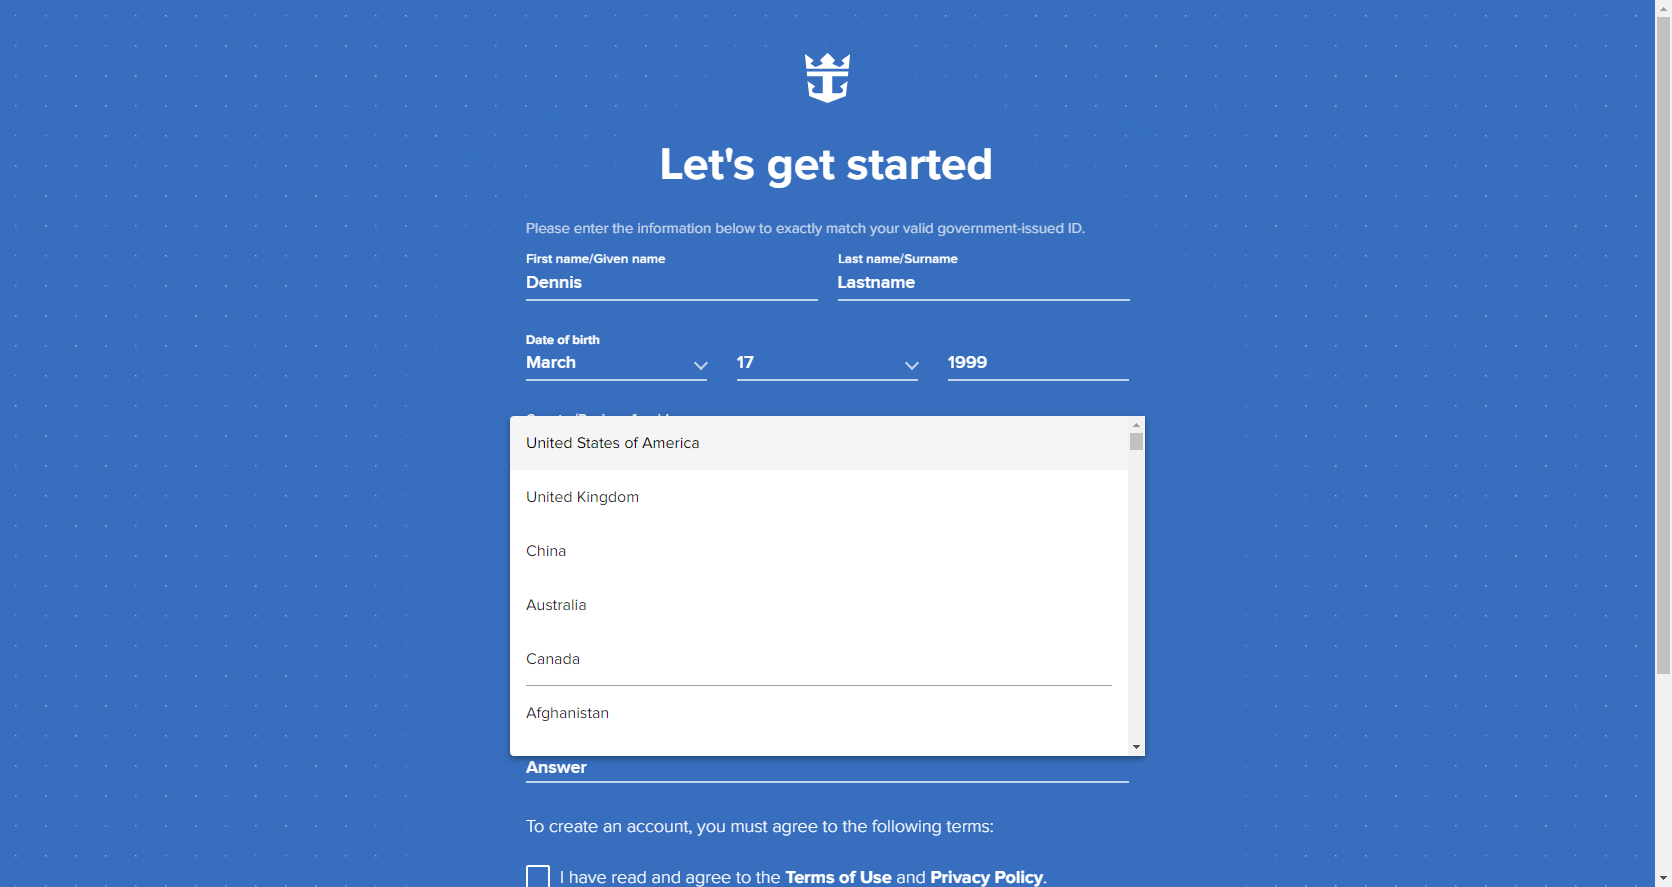 Let's get started
Please enter the information below to exactly match your valid government-issued ID.
First name/Given name
Last name/Surname
Dennis
Lastname
Date of birth
March
17
1999
United States of America
United Kingdom
China
Australia
Canada
Afghanistan
Answer
To create an account, you must agree to the following terms:
I have read and agree to the Terms of Use and Privacy Policy.